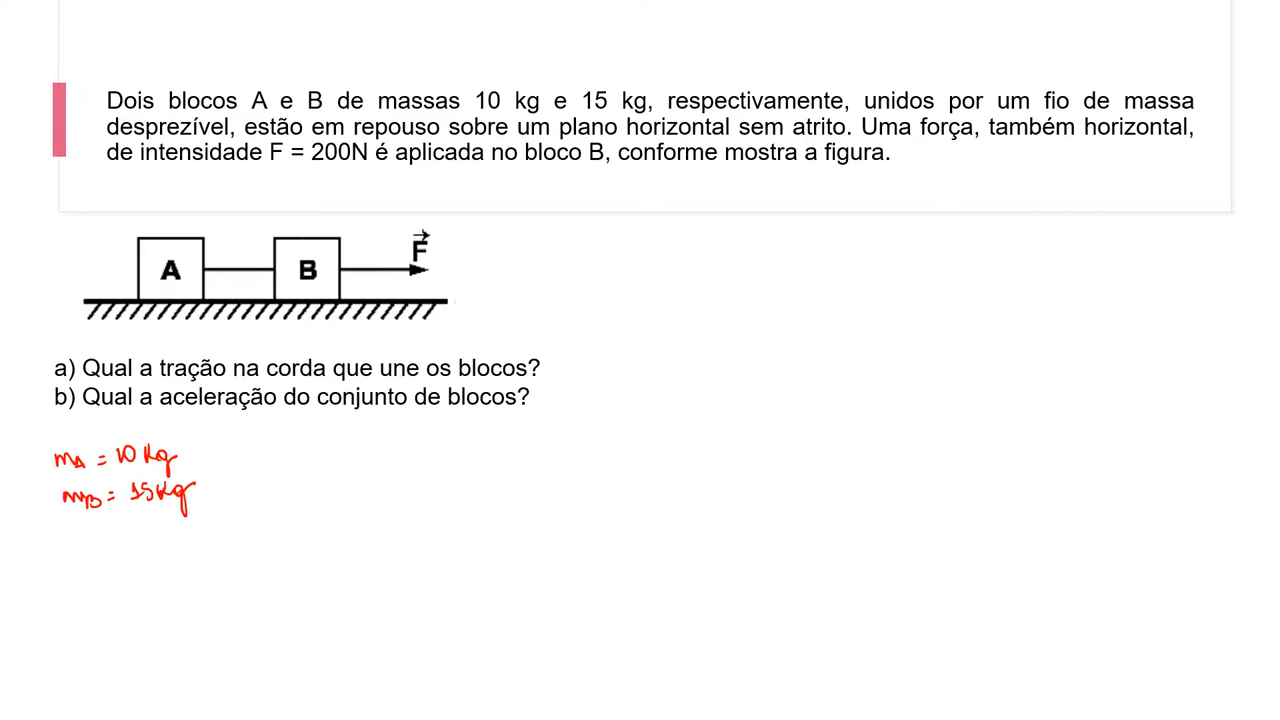 Dois blocos A e B de massas 10 kg e 15 kg, respectivamente, unidos por um fio de massa
desprezível, estão em repouso sobre um plano horizontal sem atrito. Uma força, também horizontal,
de intensidade F = 200N é aplicada no bloco B, conforme mostra a figura.
A B F
a) Qual a tração na corda que une os blocos?
b) Qual a aceleração do conjunto de blocos?
mA = 10 Kg
mB = 15 Kg